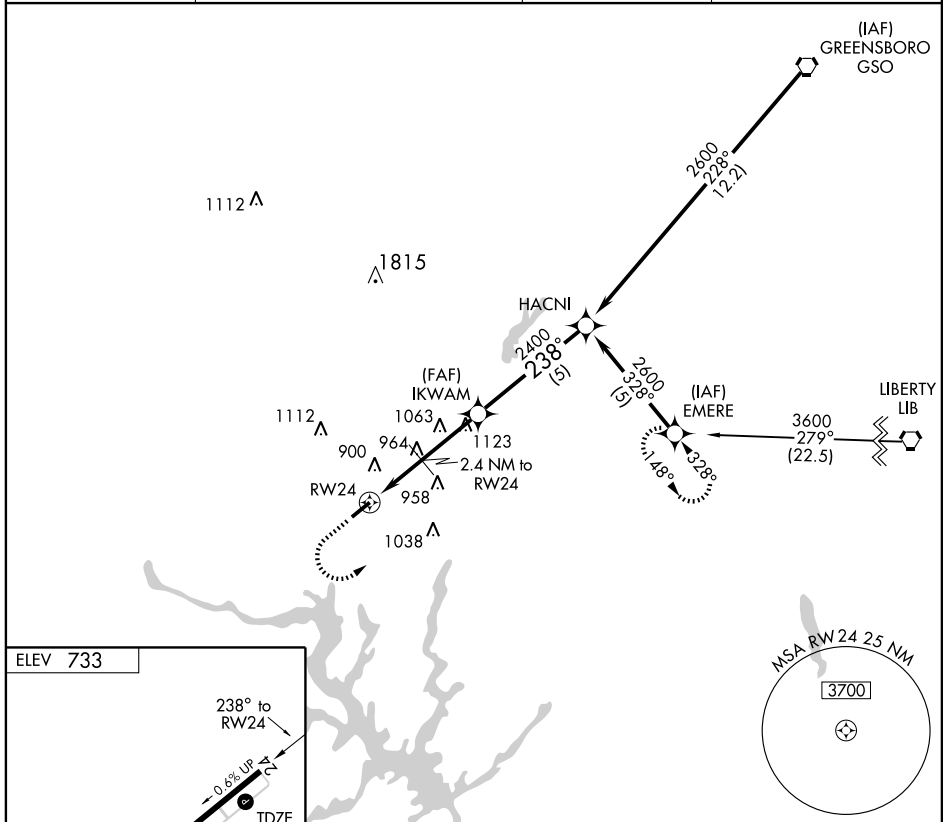 (IAF)
GREENSBORO
GSO
2600
228°
12.2)
1112
1815
HACNI
2400
238°
(5)
2600
328°
(5)
(FAF)
IKWAM
(IAF)
EMERE
LIBERTY
LIB
3600
279°
(22.5)
1112
1063
964
1123
900
2.4 NM to
RW24
148°
328°
RW24
958
1038
ELEV 733
238° to
RW24
0.6% UP
24
P
TDZE
MSA RW24 25 NM
3700